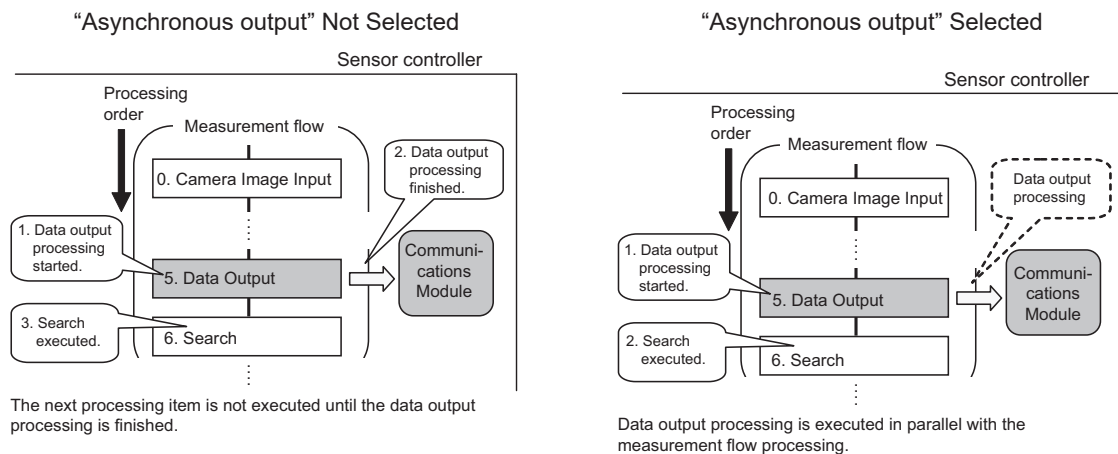 “Asynchronous output” Not Selected
Sensor controller
Processing
order
Measurement flow
0. Camera Image Input
2. Data output
processing
finished.
1. Data output
processing
started.
5. Data Output
Communi-
cations
Module
3. Search
executed.
6. Search
The next processing item is not executed until the data output
processing is finished.
“Asynchronous output” Selected
Sensor controller
Processing
order
Measurement flow
0. Camera Image Input
Data output
processing
1. Data output
processing
started.
5. Data Output
Communi-
cations
Module
2. Search
executed.
6. Search
Data output processing is executed in parallel with the
measurement flow processing.